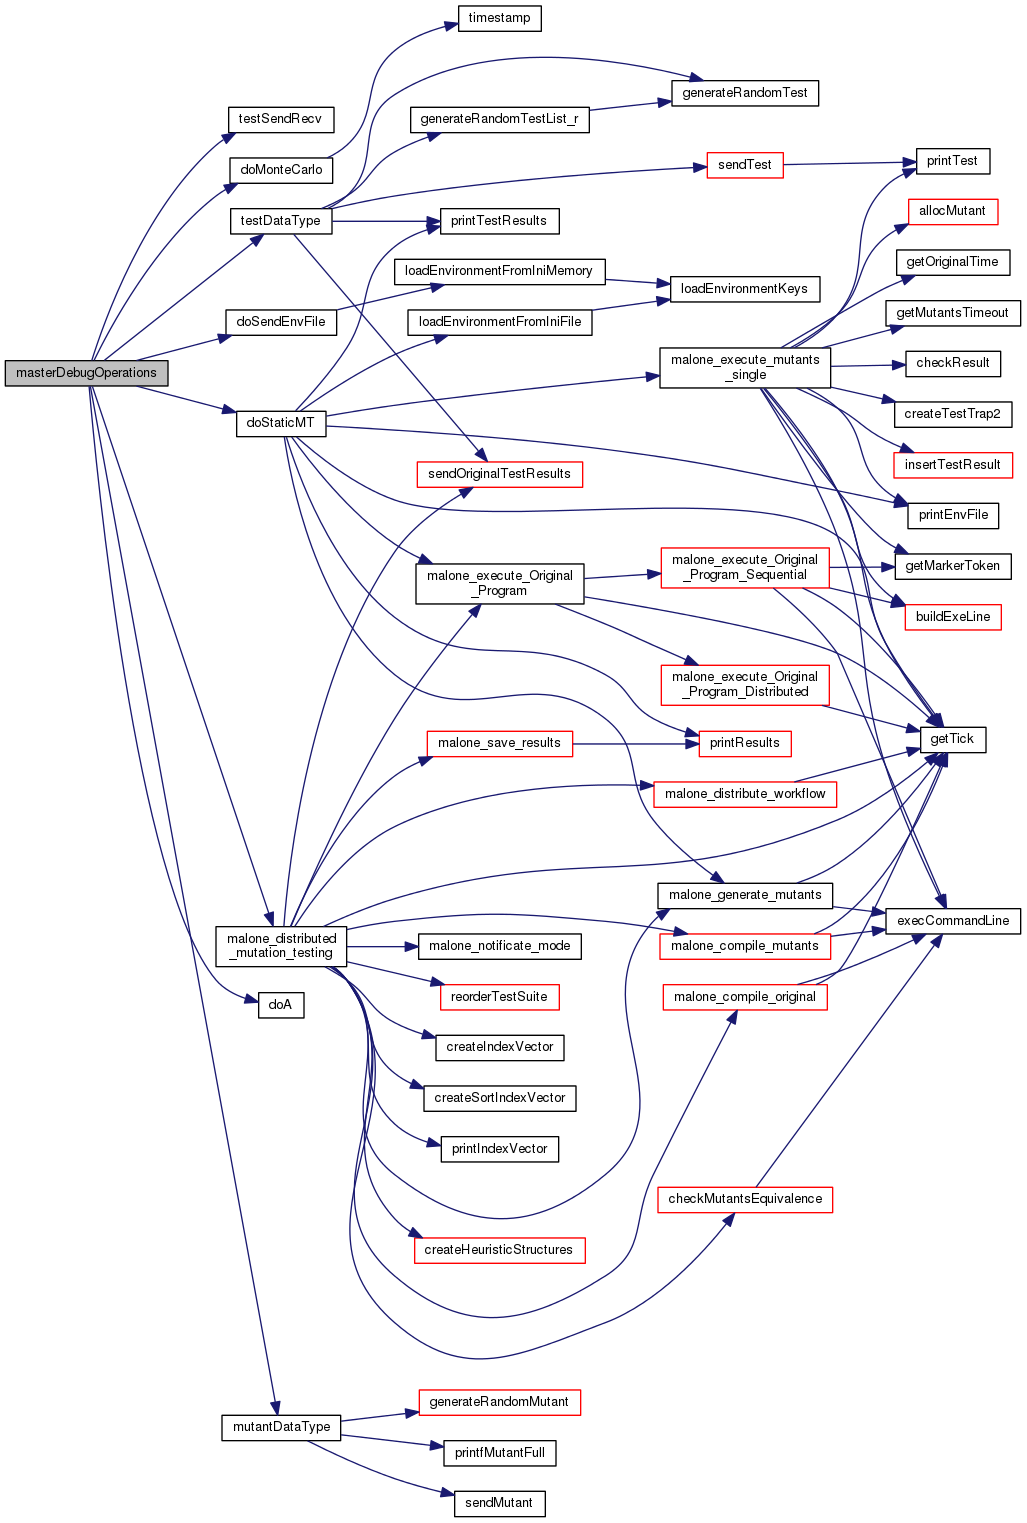 timestamp
generateRandomTest
testSendRecv
generateRandomTestList_r
printTest
doMonteCarlo
sendTest
allocMutant
testDataType
printTestResults
getOriginalTime
loadEnvironmentFromIniMemory
loadEnvironmentKeys
getMutantsTimeout
doSendEnvFile
loadEnvironmentFromIniFile
malone_execute_mutants
_single
checkResult
masterDebugOperations
createTestTrap2
doStaticMT
insertTestResult
sendOriginalTestResults
printEnvFile
malone_execute_Original
_Program
malone_execute_Original
_Program_Sequential
getMarkerToken
buildExeLine
malone_execute_Original
_Program_Distributed
malone_save_results
printResults
getTick
malone_distribute_workflow
malone_generate_mutants
execCommandLine
malone_distributed
_mutation_testing
malone_notificate_mode
malone_compile_mutants
reorderTestSuite
malone_compile_original
doA
createIndexVector
createSortIndexVector
printIndexVector
checkMutantsEquivalence
createHeuristicStructures
generateRandomMutant
mutantDataType
printfMutantFull
sendMutant